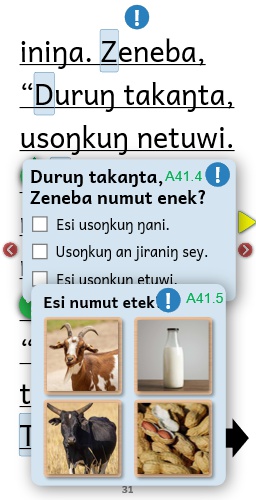 iniŋa. Zeneba,
“Duruŋ takaŋta,
usoŋkuŋ netuwi.
Duruŋ takaŋta, A41.4 !
Zeneba numut enek?
Esi usoŋkuŋ ŋani.
Usoŋkuŋ an jiraniŋ sey.
Esi usoŋkuŋ etuwi.
Esi numut etek ! A41.5
“
t
T
31